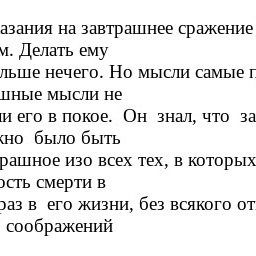 азания на завтрашнее сражение
м. Делать ему
льше нечего. Но мысли самые п
шные мысли не
и его в покое. Он знал, что за
но было быть
рашное изо всех тех, в которых
ость смерти в
раз в его жизни, без всякого от
соображений